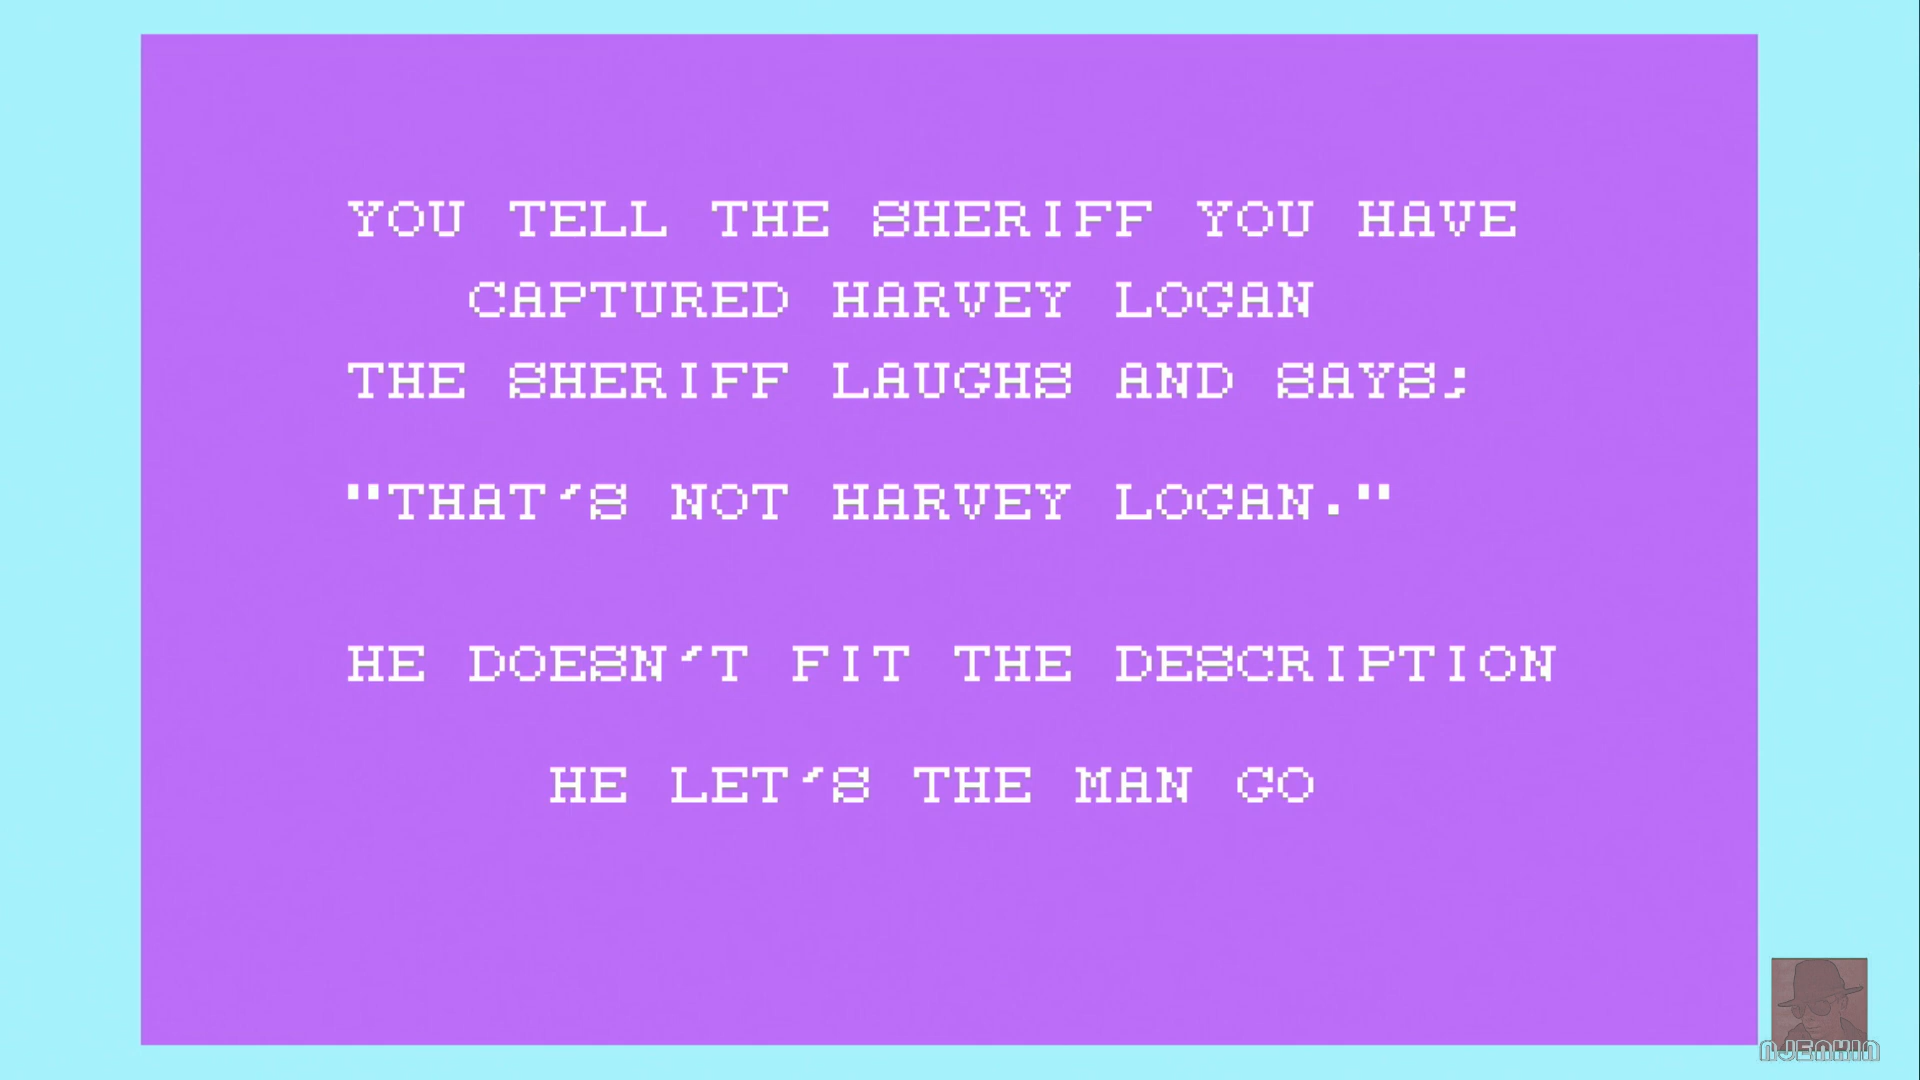 YOU TELL THE SHERIFF YOU HAVE
CAPTURED HARVEY LOGAN
THE SHERIFF LAUGHS AND SAYS;
"THAT'S NOT HARVEY LOGAN."
HE DOESN'T FIT THE DESCRIPTION
HE LET'S THE MAN GO
NJENKIN